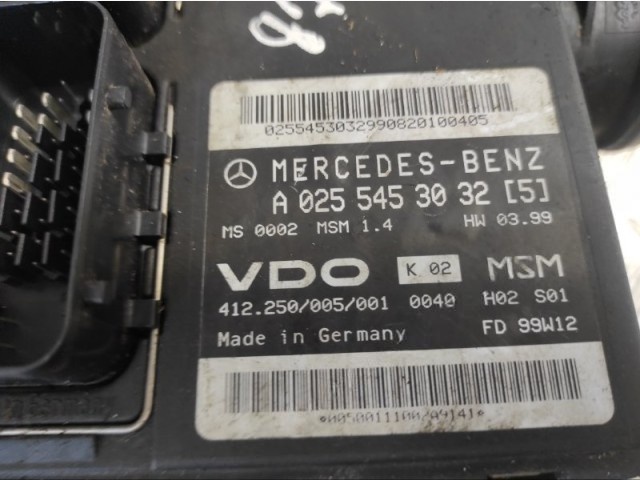 0255453032990820100405
MERCEDES-BENZ
A 025 545 30 32 [5]
MS 0002 MSM 1.4 HW 03.99
VDO K 02 MSM
412.250/005/001 0040 H02 S01
Made in Germany FD 99W12